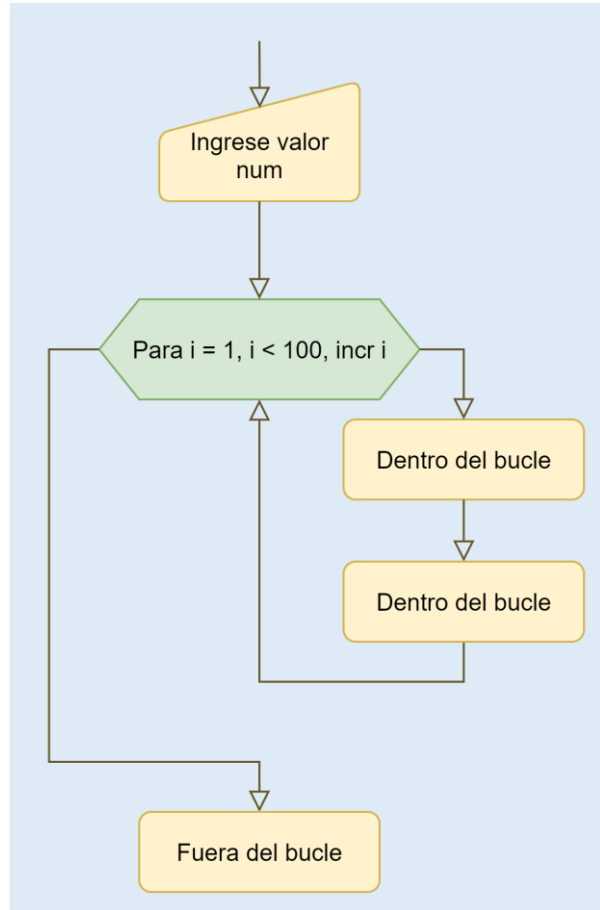 Ingrese valor
num
Para i = 1, i < 100, incr i
Dentro del bucle
Dentro del bucle
Fuera del bucle